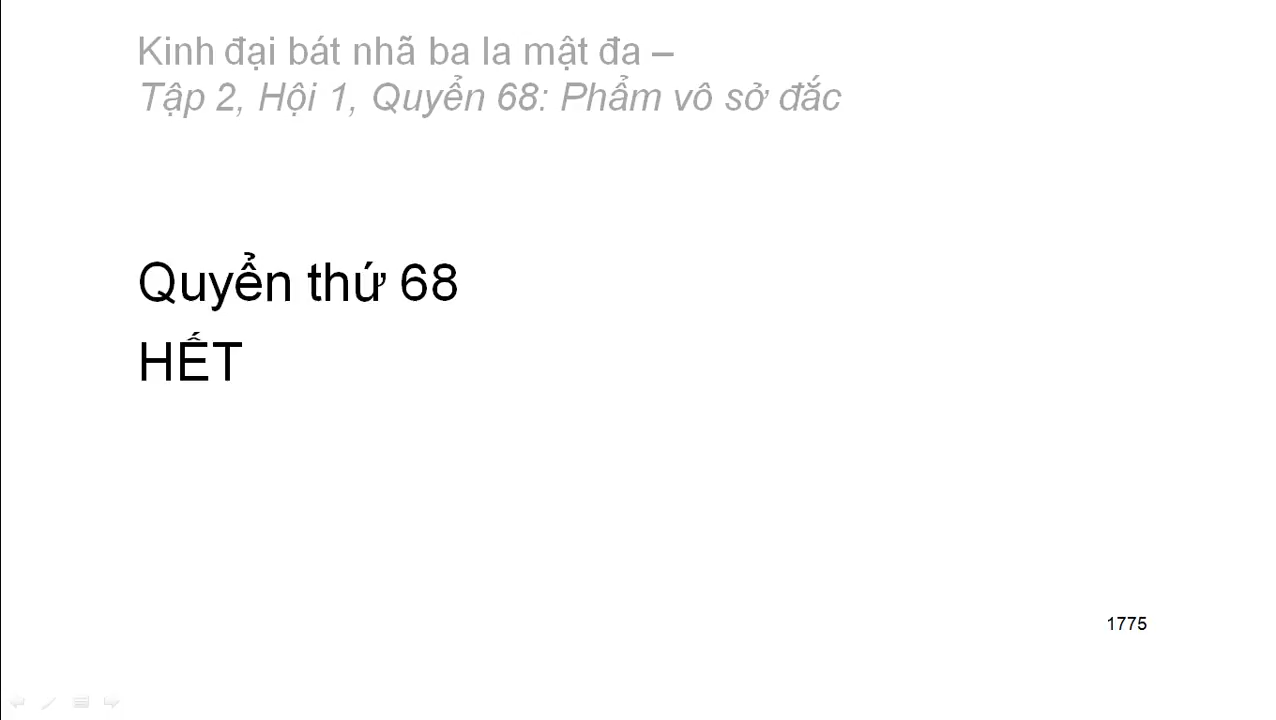 Kinh đại bát nhã ba la mật đa –
Tập 2, Hội 1, Quyển 68: Phẩm vô sở đắc
Quyển thứ 68
HẾT
1775